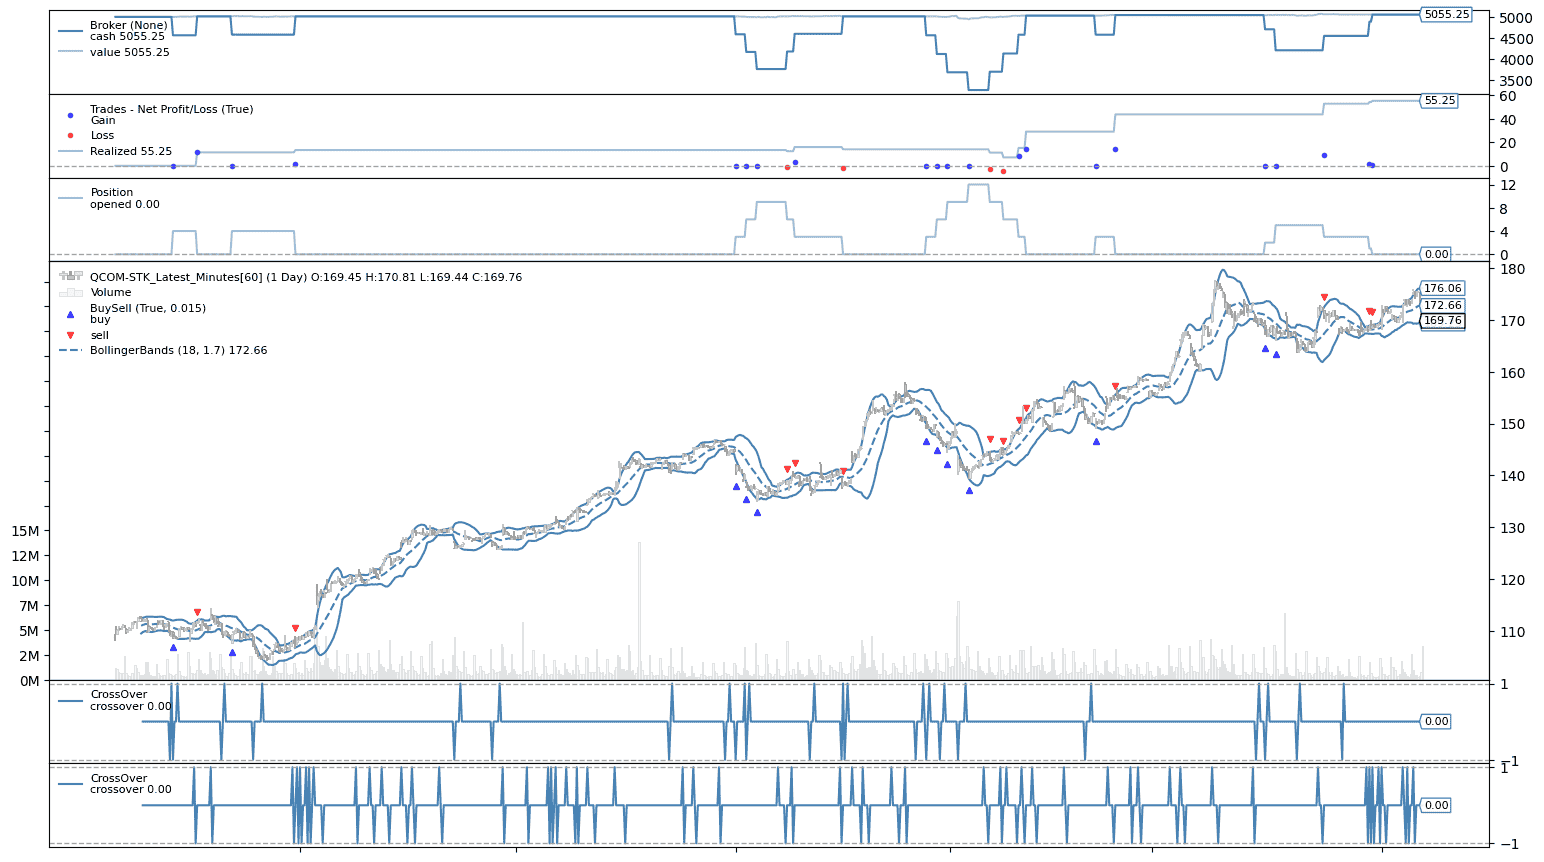 Broker (None)
cash 5055.25
value 5055.25
5055.25
5000
4500
4000
3500
Trades - Net Profit/Loss (True)
Gain
Loss
Realized 55.25
55.25
60
40
20
0
Position
opened 0.00
0.00
12
8
4
0
QCOM-STK_Latest_Minutes[60] (1 Day) O:169.45 H:170.81 L:169.44 C:169.76
Volume
BuySell (True, 0.015)
buy
sell
BollingerBands (18, 1.7) 172.66
176.06
172.66
169.76
180
170
160
150
140
130
120
110
15M
12M
10M
7M
5M
2M
0M
CrossOver
crossover 0.00
0.00
1
−1
CrossOver
crossover 0.00
0.00
1
−1